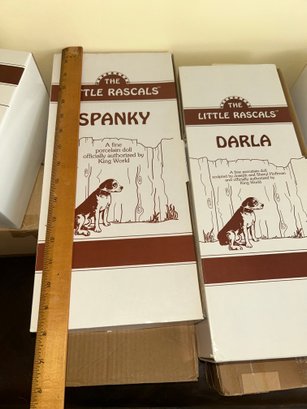 THE
LITTLE RASCALS
SPANKY
A fine
porcelain doll
officially authorized by
King World
THE
LITTLE RASCALS
DARLA
A fine porcelain doll
sculpted by
and officially authorized by
King World